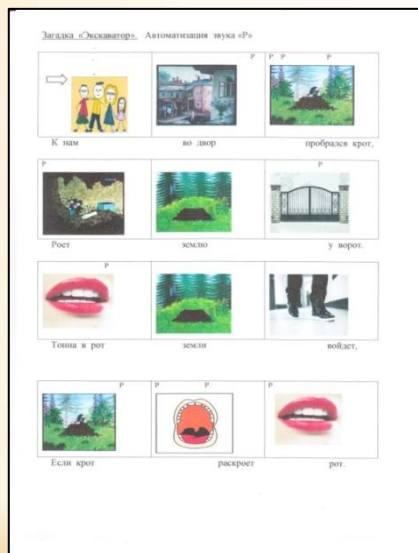 Загадка «Экскаватор». Автоматизация звука «Р»
Р Р Р Р
К нам во двор пробрался крот,
Р Р
Роет землю у ворот.
Р
Тонна в рот земли войдет,
Р Р Р Р
Если крот раскроет рот.